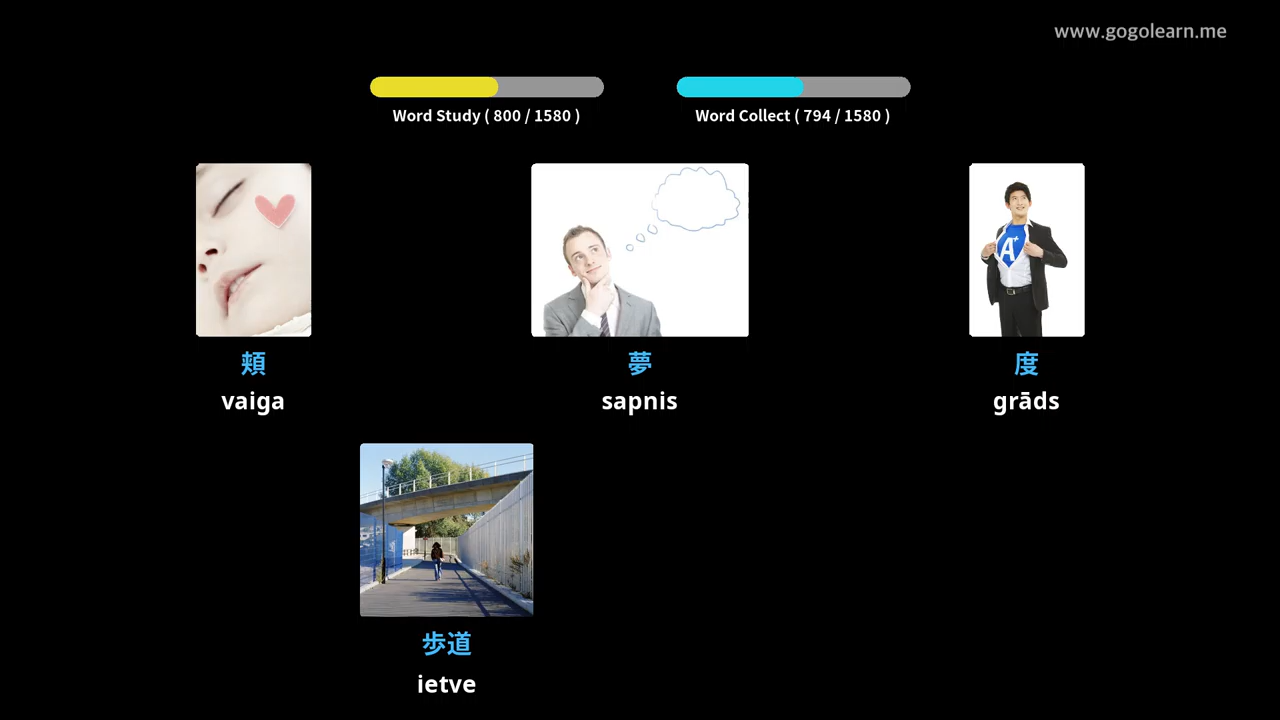 www.gogolearn.me
Word Study ( 800 / 1580 )
Word Collect ( 794 / 1580 )
A+
頬
夢
度
vaiga
sapnis
grāds
歩道
ietve